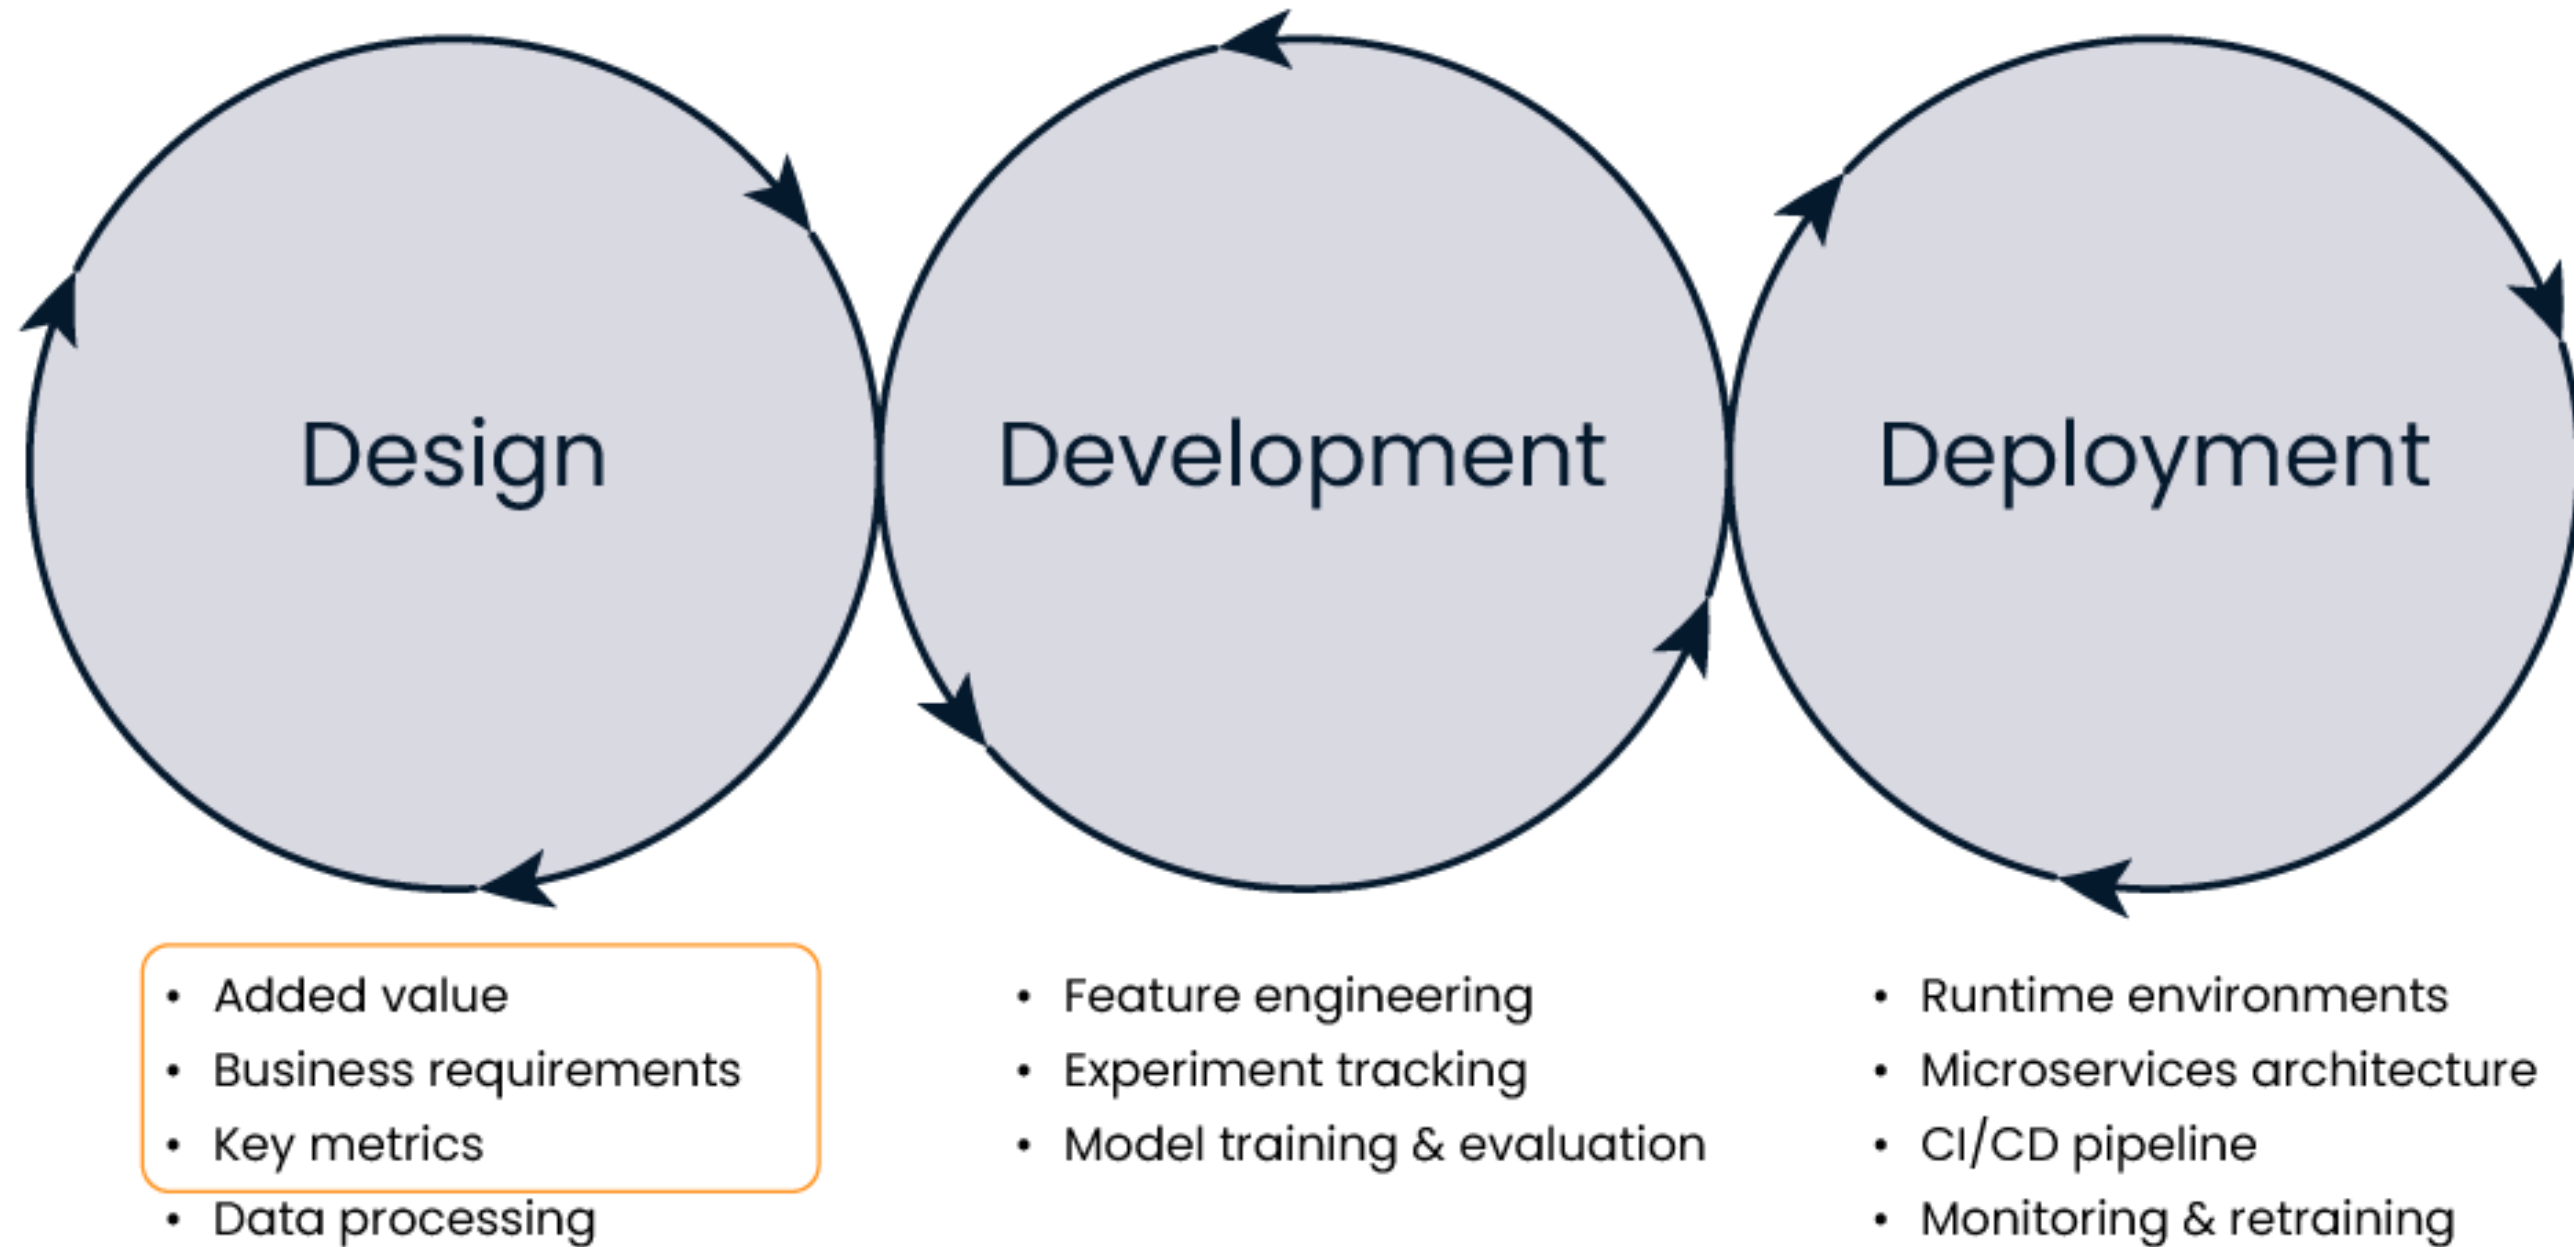 Design
Development
Deployment
• Added value
• Business requirements
• Key metrics
• Data processing
• Feature engineering
• Experiment tracking
• Model training & evaluation
• Runtime environments
• Microservices architecture
• CI/CD pipeline
• Monitoring & retraining